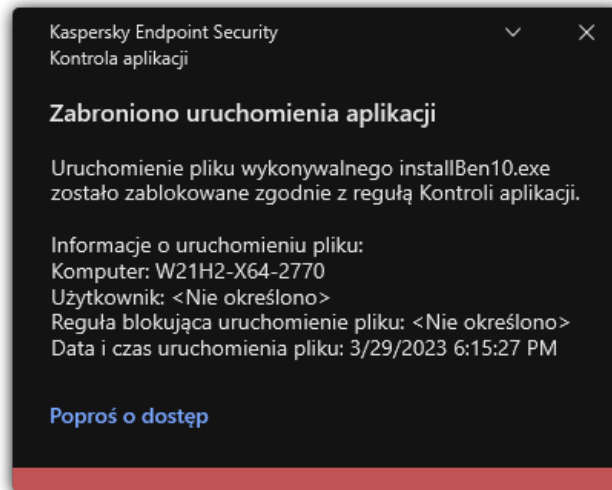 Kaspersky Endpoint Security
Kontrola aplikacji
Zabroniono uruchomienia aplikacji
Uruchomienie pliku wykonywalnego installBen10.exe
zostało zablokowane zgodnie z regułą Kontroli aplikacji.
Informacje o uruchomieniu pliku:
Komputer: W21H2-X64-2770
Użytkownik: <Nie określono>
Reguła blokująca uruchomienie pliku: <Nie określono>
Data i czas uruchomienia pliku: 3/29/2023 6:15:27 PM
Poproś o dostęp